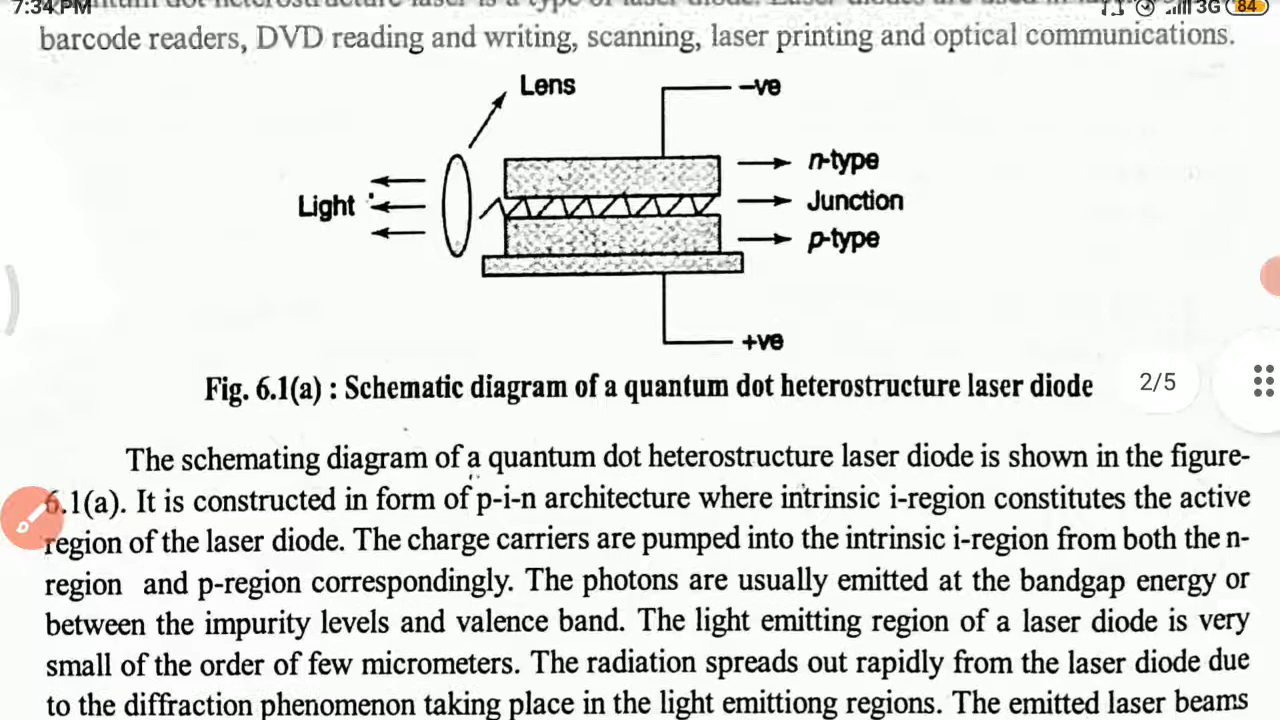 7:34 PM 3G 84
barcode readers, DVD reading and writing, scanning, laser printing and optical communications.
Lens
-ve
n-type
Light
Junction
p-type
+ve
Fig. 6.1(a) : Schematic diagram of a quantum dot heterostructure laser diode
2/5
The schemating diagram of a quantum dot heterostructure laser diode is shown in the figure-
6.1(a). It is constructed in form of p-i-n architecture where intrinsic i-region constitutes the active
region of the laser diode. The charge carriers are pumped into the intrinsic i-region from both the n-
region and p-region correspondingly. The photons are usually emitted at the bandgap energy or
between the impurity levels and valence band. The light emitting region of a laser diode is very
small of the order of few micrometers. The radiation spreads out rapidly from the laser diode due
to the diffraction phenomenon taking place in the light emittiong regions. The emitted laser beams